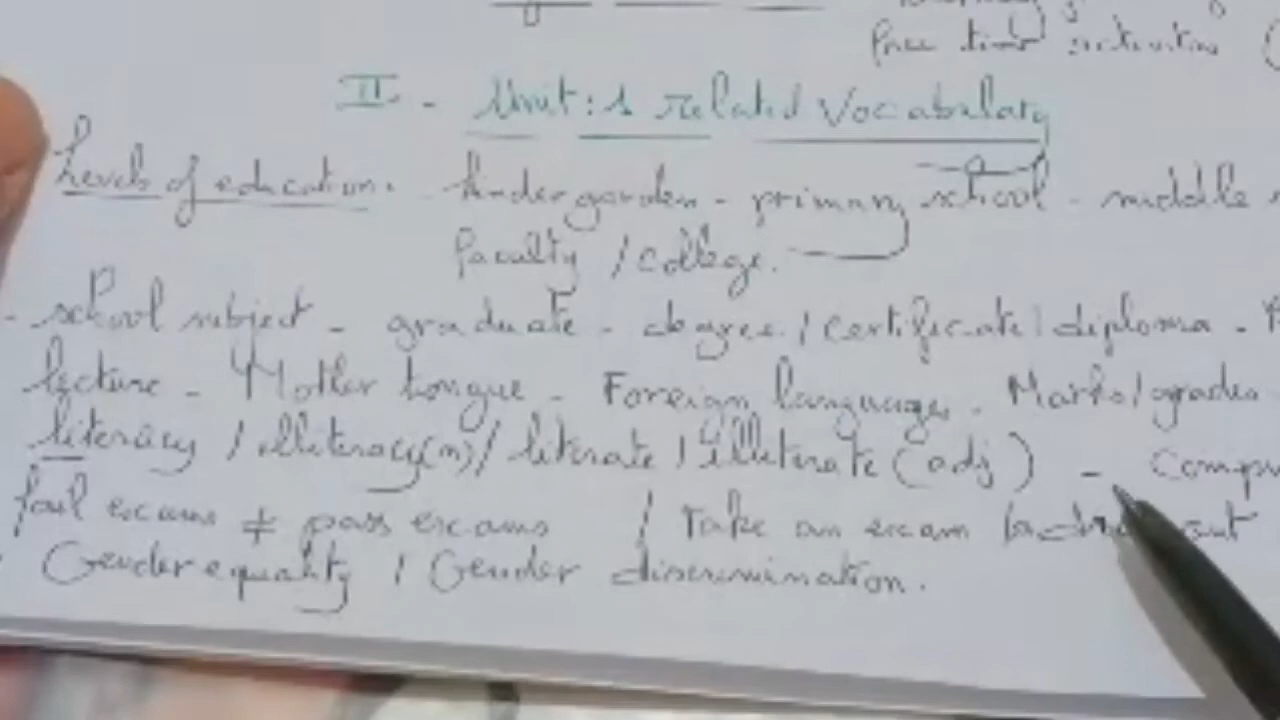 free time activities (
II - Unit: 1 related Vocabulary
Levels of education: - kindergarden - primary school - middle
faculty / college.
- school subject - graduate - degree / certificate / diploma -
lecture - Mother tongue - Foreign languages - Marks / grades -
literacy / illiteracy (n) / literate / illiterate (adj) -
fail exams ≠ pass exams / Take an exam / a
Gender equality / Gender discrimination.